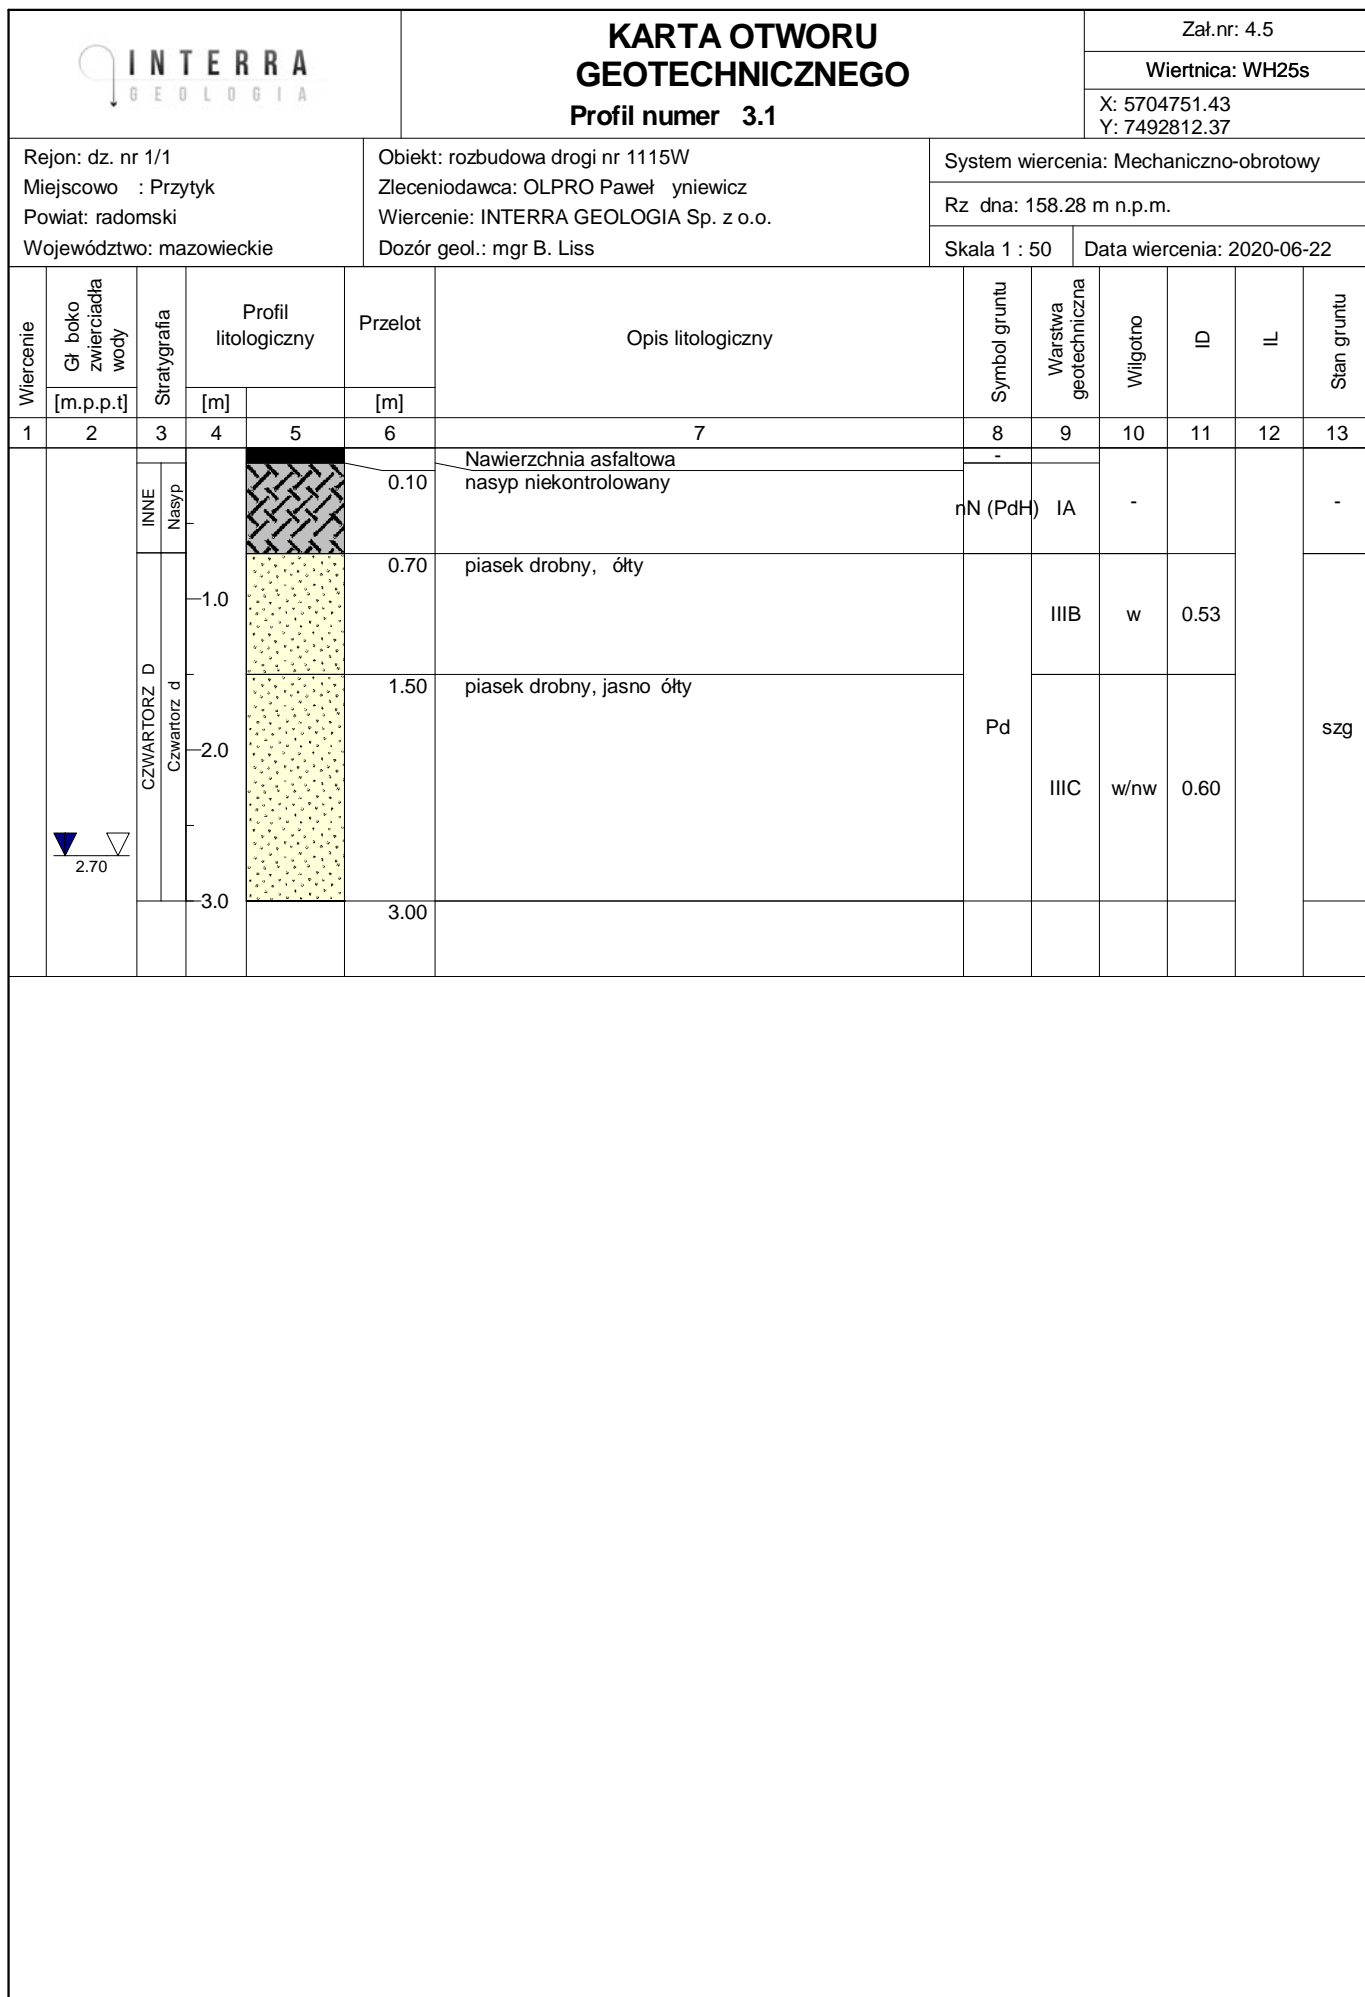 INTERRA
GEOLOGIA
KARTA OTWORU
GEOTECHNICZNEGO
Profil numer 3.1
Zał.nr: 4.5
Wiertnica: WH25s
X: 5704751.43
Y: 7492812.37
Rejon: dz. nr 1/1
Miejscowo : Przytyk
Powiat: radomski
Województwo: mazowieckie
Obiekt: rozbudowa drogi nr 1115W
Zleceniodawca: OLPRO Paweł yniewicz
Wiercenie: INTERRA GEOLOGIA Sp. z o.o.
Dozór geol.: mgr B. Liss
System wiercenia: Mechaniczno-obrotowy
Rz dna: 158.28 m n.p.m.
Skala 1 : 50
Data wiercenia: 2020-06-22
Wiercenie
Gł boko
zwierciadła
wody
[m.p.p.t]
Stratygrafia
Profil
litologiczny
[m]
Przelot
[m]
Opis litologiczny
Symbol gruntu
Warstwa
geotechniczna
Wilgotno
ID
IL
Stan gruntu
1 2 3 4 5 6 7 8 9 10 11 12 13
Nawierzchnia asfaltowa
-
INNE
Nasyp
0.10
nasyp niekontrolowany
nN (PdH)
IA
-
-
0.70
piasek drobny, ółty
1.0
IIIB
w
0.53
CZWARTORZ D
Czwartorz d
1.50
piasek drobny, jasno ółty
Pd
szg
2.0
IIIC
w/nw
0.60
2.70
3.0
3.00